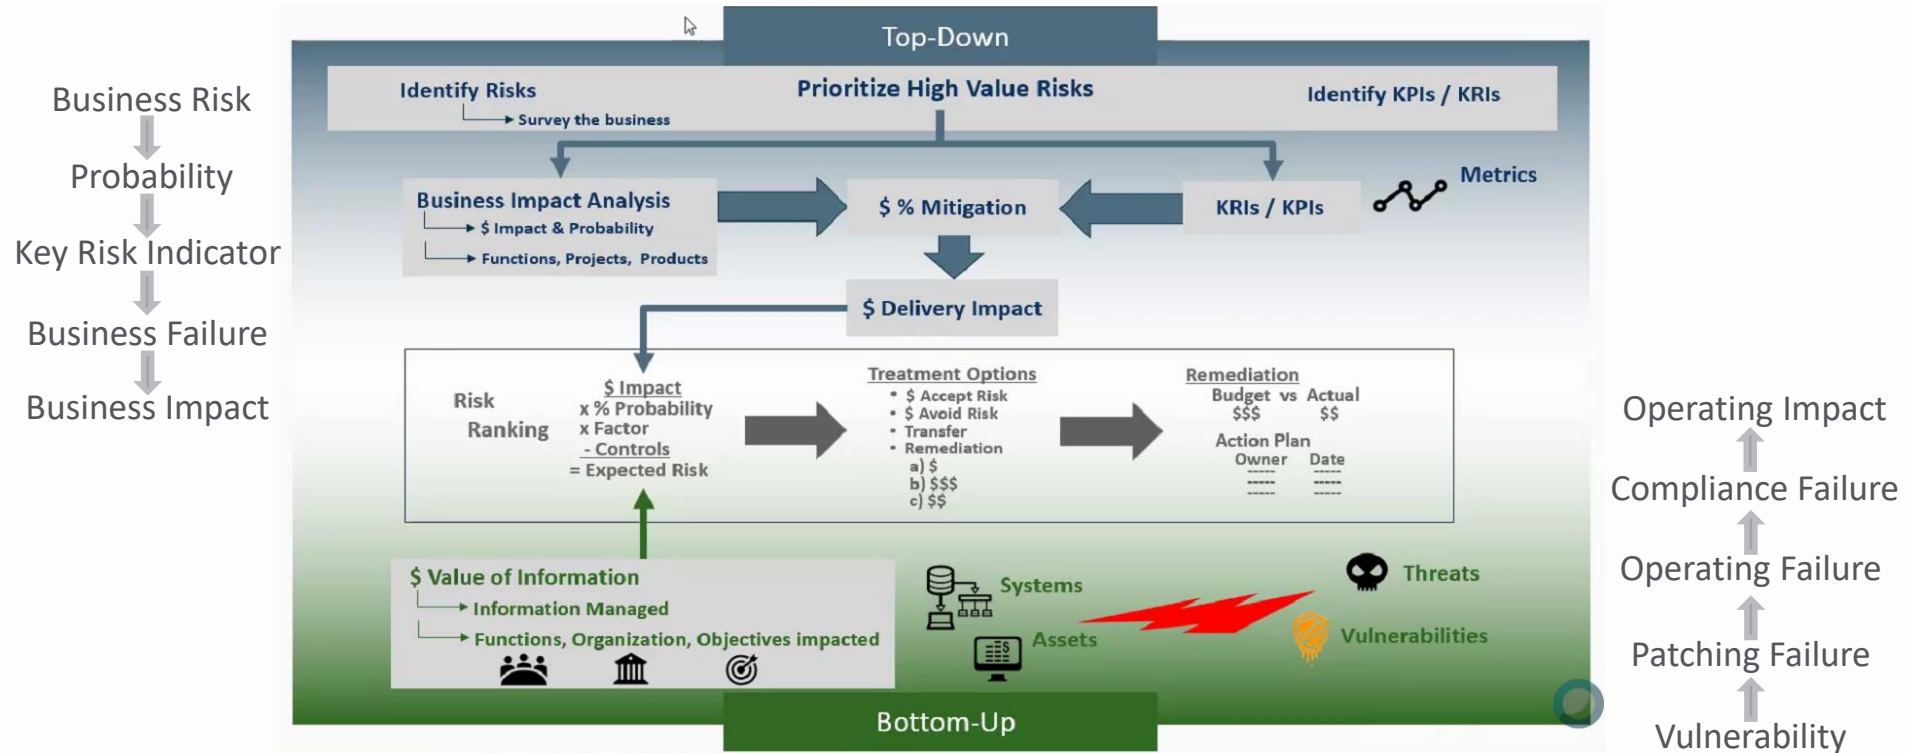 Top-Down
Identify Risks
Survey the business
Prioritize High Value Risks
Identify KPIs / KRIs
Business Risk
Probability
Key Risk Indicator
Business Failure
Business Impact
Business Impact Analysis
$ Impact & Probability
Functions, Projects, Products
$ % Mitigation
KRIs / KPIs
Metrics
$ Delivery Impact
Risk
Ranking
$ Impact
x % Probability
x Factor
- Controls
= Expected Risk
Treatment Options
• $ Accept Risk
• $ Avoid Risk
• Transfer
• Remediation
a) $
b) $$$
c) $$
Remediation
Budget vs Actual
$$$ $$
Action Plan
Owner Date
----- -----
----- -----
----- -----
$ Value of Information
Information Managed
Functions, Organization, Objectives impacted
Systems
Assets
Threats
Vulnerabilities
Bottom-Up
Operating Impact
Compliance Failure
Operating Failure
Patching Failure
Vulnerability